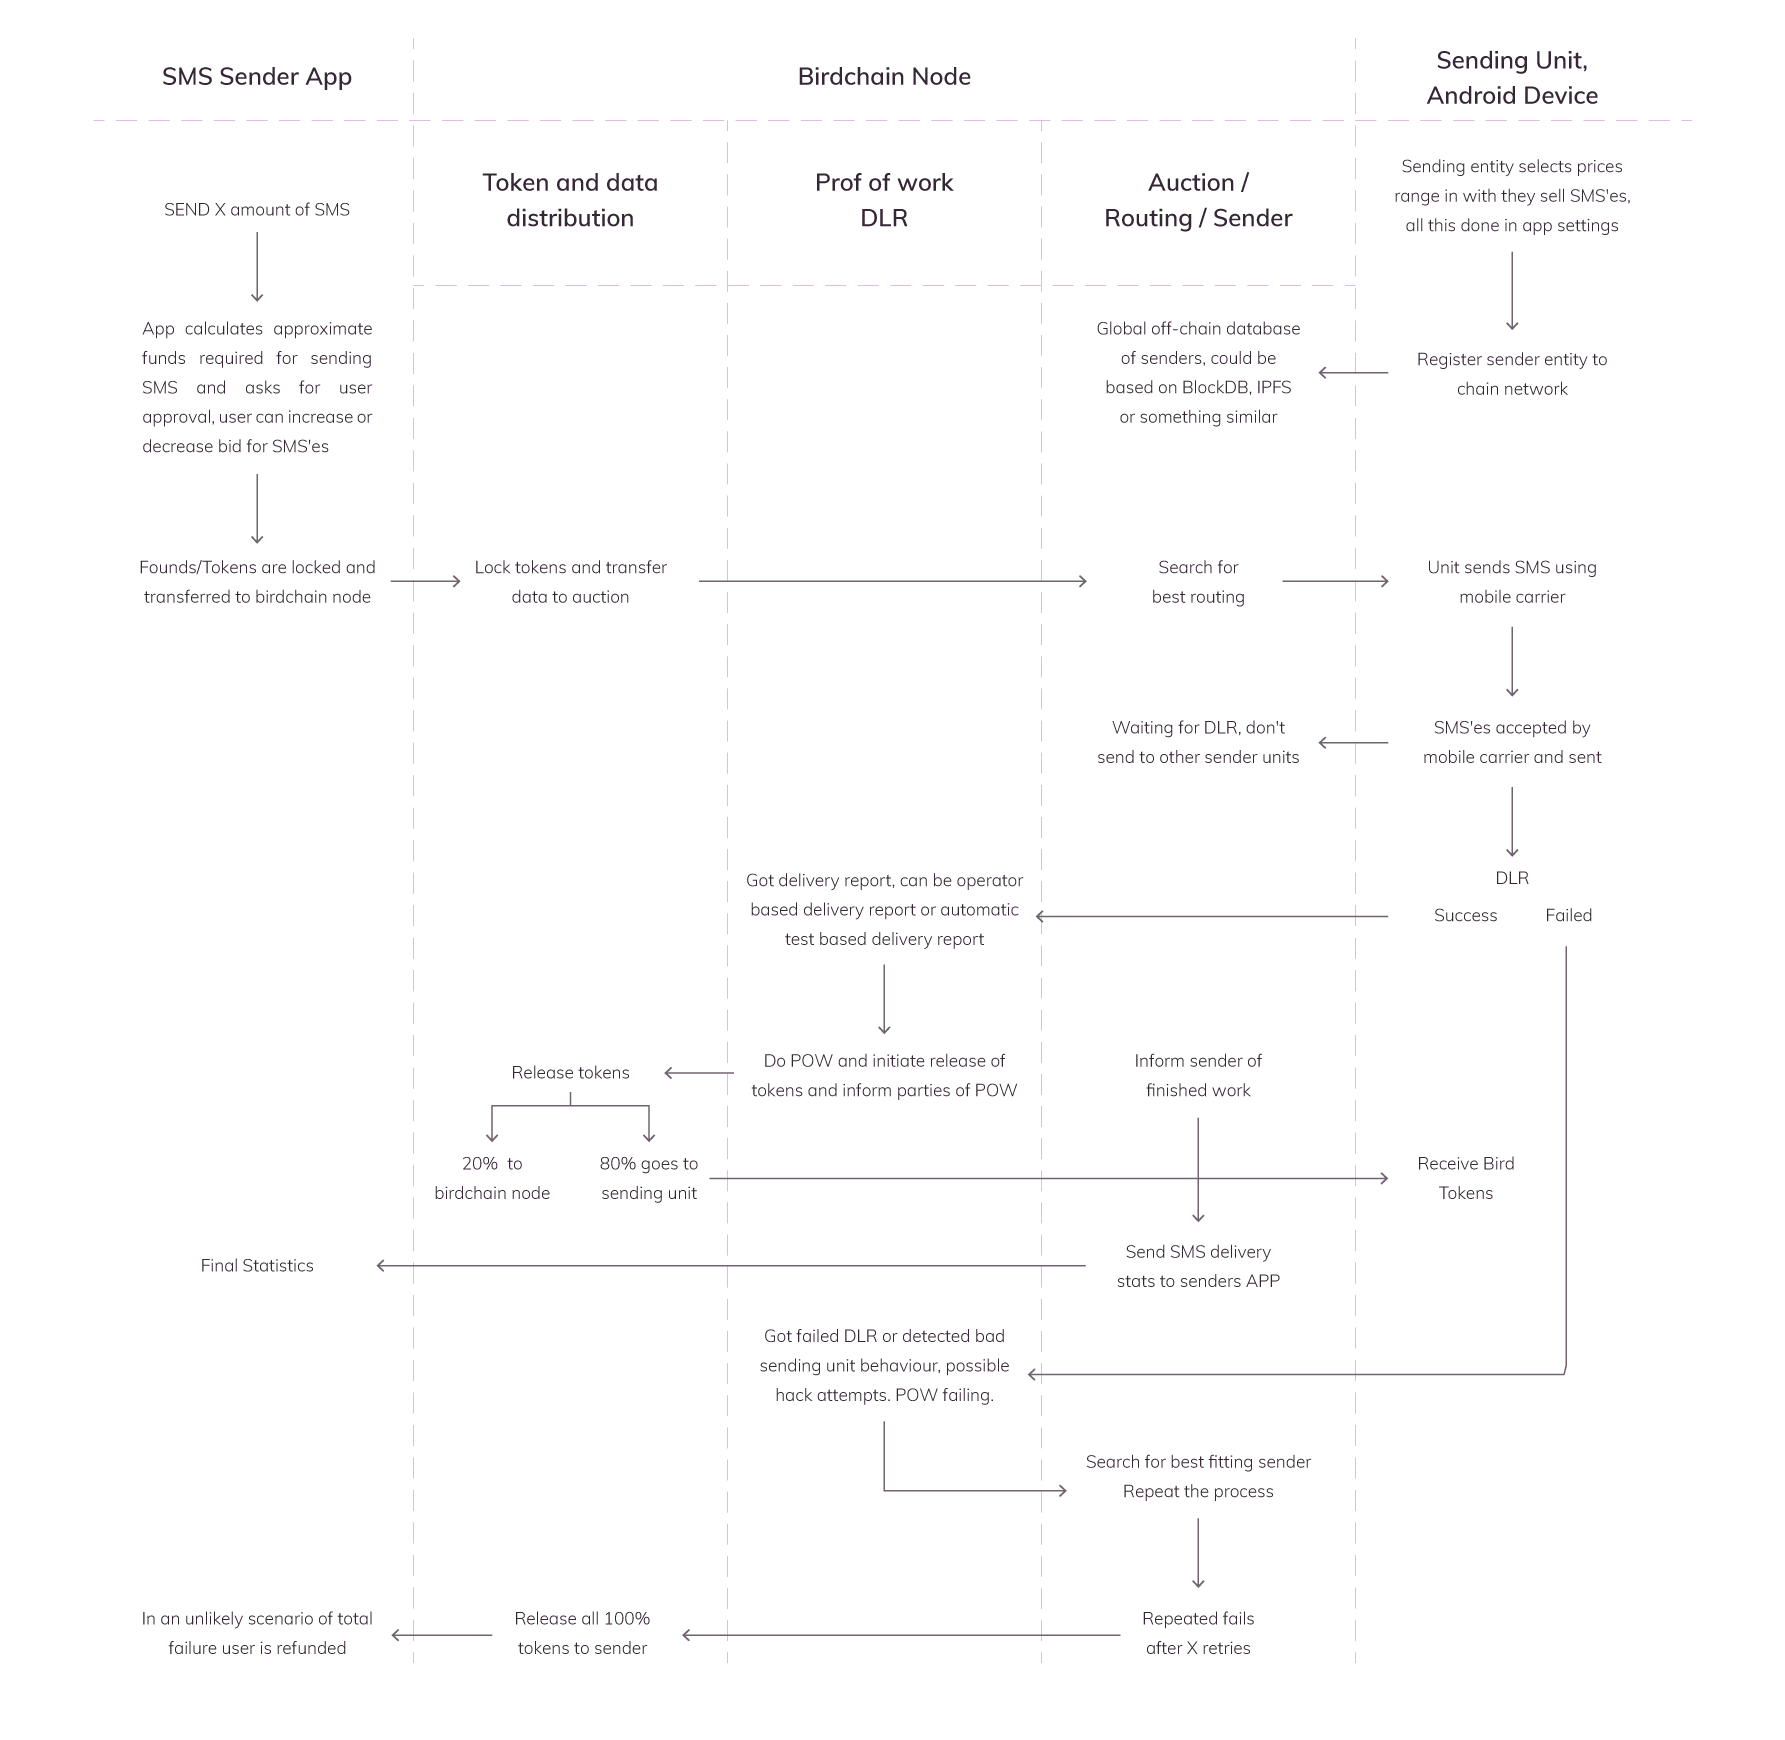 SMS Sender App
Birdchain Node
Sending Unit,
Android Device
Token and data
distribution
Prof of work
DLR
Auction /
Routing / Sender
SEND X amount of SMS
Sending entity selects prices
range in with they sell SMS'es,
all this done in app settings
App calculates approximate
funds required for sending
SMS and asks for user
approval, user can increase or
decrease bid for SMS'es
Global off-chain database
of senders, could be
based on BlockDB, IPFS
or something similar
Register sender entity to
chain network
Founds/Tokens are locked and
transferred to birdchain node
Lock tokens and transfer
data to auction
Search for
best routing
Unit sends SMS using
mobile carrier
Waiting for DLR, don't
send to other sender units
SMS'es accepted by
mobile carrier and sent
DLR
Success
Failed
Got delivery report, can be operator
based delivery report or automatic
test based delivery report
Do POW and initiate release of
tokens and inform parties of POW
Release tokens
Inform sender of
finished work
20% to
birdchain node
80% goes to
sending unit
Receive Bird
Tokens
Send SMS delivery
stats to senders APP
Final Statistics
Got failed DLR or detected bad
sending unit behaviour, possible
hack attempts. POW failing.
Search for best fitting sender
Repeat the process
Repeated fails
after X retries
Release all 100%
tokens to sender
In an unlikely scenario of total
failure user is refunded